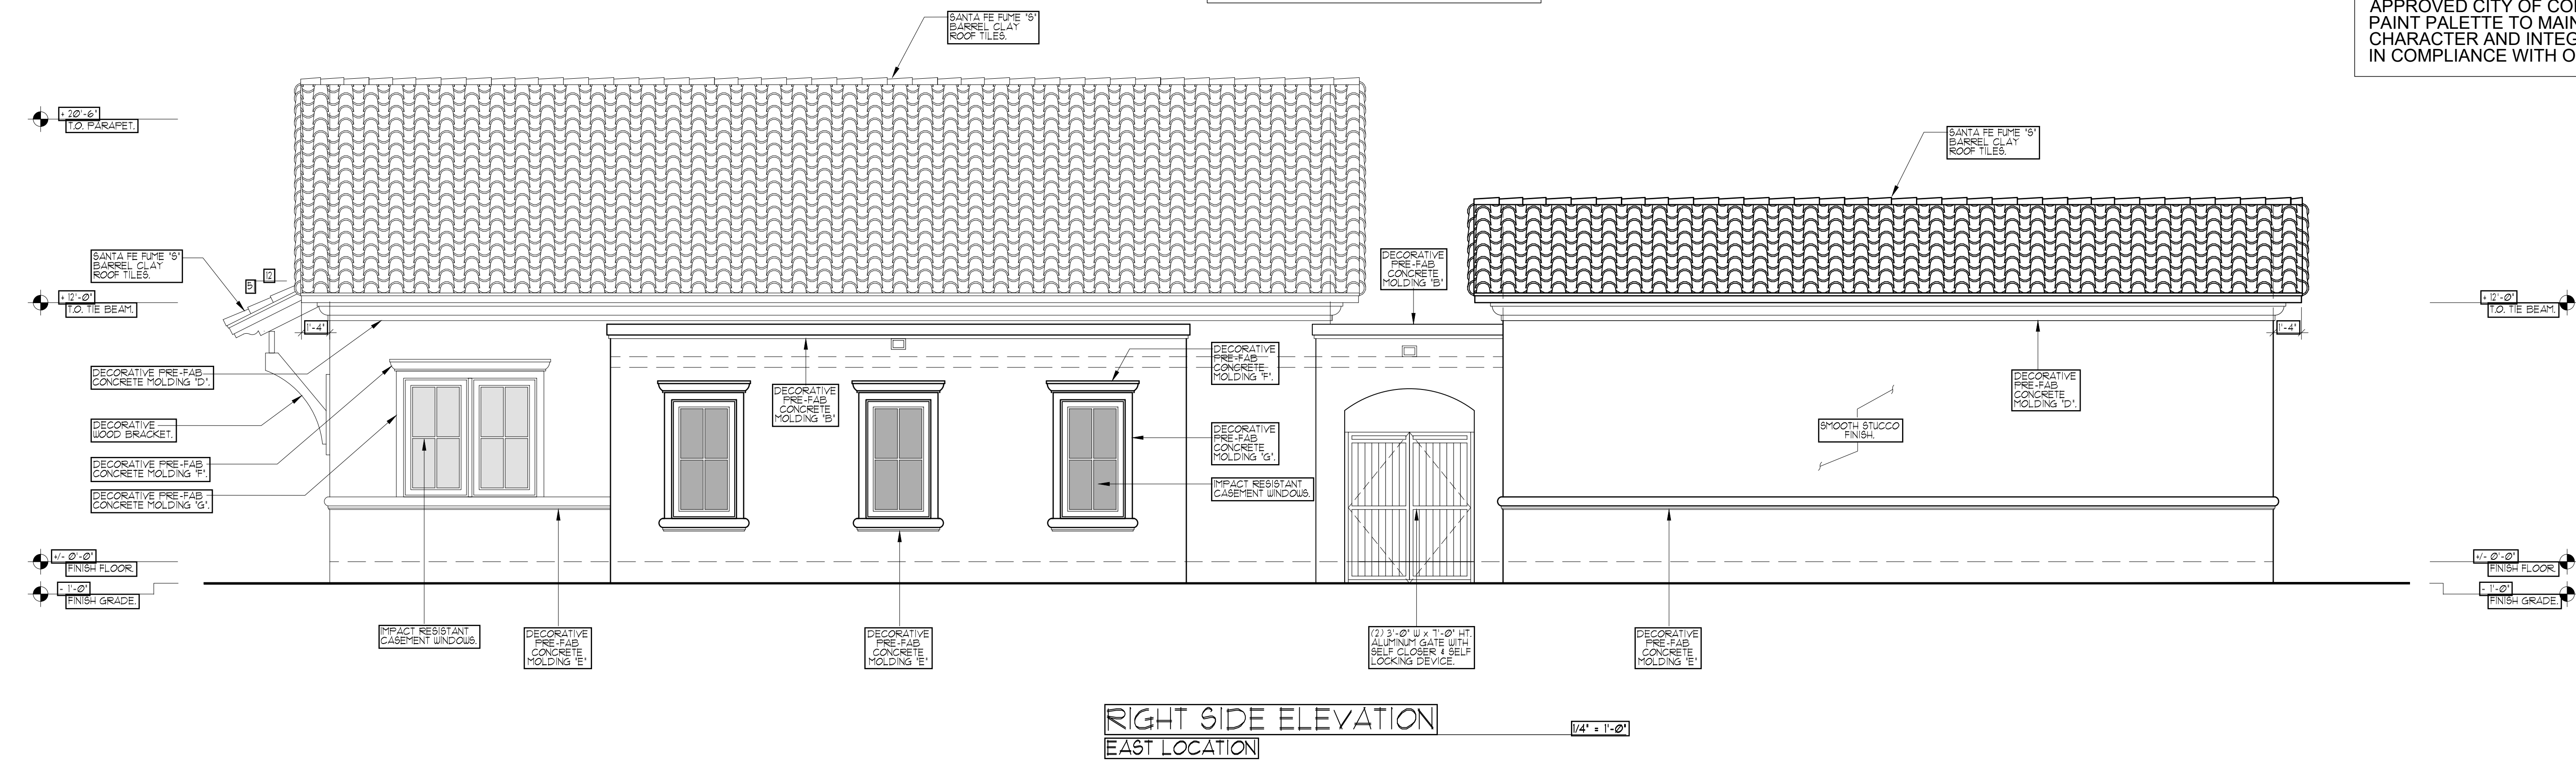 APPROVED CITY OF
PAINT PALETTE TO
CHARACTER AND
IN COMPLIANCE WITH
SANTA FE FUME "S"
BARREL CLAY
ROOF TILES.
+ 20'-6"
T.O. PARAPET.
SANTA FE FUME "S"
BARREL CLAY
ROOF TILES.
SANTA FE FUME "S"
BARREL CLAY
ROOF TILES.
12
5
DECORATIVE
PRE-FAB
CONCRETE
MOLDING "B"
+ 12'-0"
T.O. TIE BEAM.
+ 12'-0"
T.O. TIE BEAM.
1'-4"
1'-4"
DECORATIVE PRE-FAB
CONCRETE MOLDING "D".
DECORATIVE
PRE-FAB
CONCRETE
MOLDING "B"
DECORATIVE
PRE-FAB
CONCRETE
MOLDING "F".
DECORATIVE
PRE-FAB
CONCRETE
MOLDING "D".
DECORATIVE
WOOD BRACKET.
DECORATIVE
PRE-FAB
CONCRETE
MOLDING "G".
SMOOTH STUCCO
FINISH.
DECORATIVE PRE-FAB
CONCRETE MOLDING "F".
DECORATIVE PRE-FAB
CONCRETE MOLDING "G".
IMPACT RESISTANT
CASEMENT WINDOWS.
+/- 0'-0"
FINISH FLOOR
- 1'-0"
FINISH GRADE.
+/- 0'-0"
FINISH FLOOR
- 1'-0"
FINISH GRADE.
IMPACT RESISTANT
CASEMENT WINDOWS.
DECORATIVE
PRE-FAB
CONCRETE
MOLDING "E"
DECORATIVE
PRE-FAB
CONCRETE
MOLDING "E"
(2) 3'-0" W x 7'-0" HT.
ALUMINUM GATE WITH
SELF CLOSER & SELF
LOCKING DEVICE.
DECORATIVE
PRE-FAB
CONCRETE
MOLDING "E"
RIGHT SIDE ELEVATION
1/4" = 1'-0"
EAST LOCATION